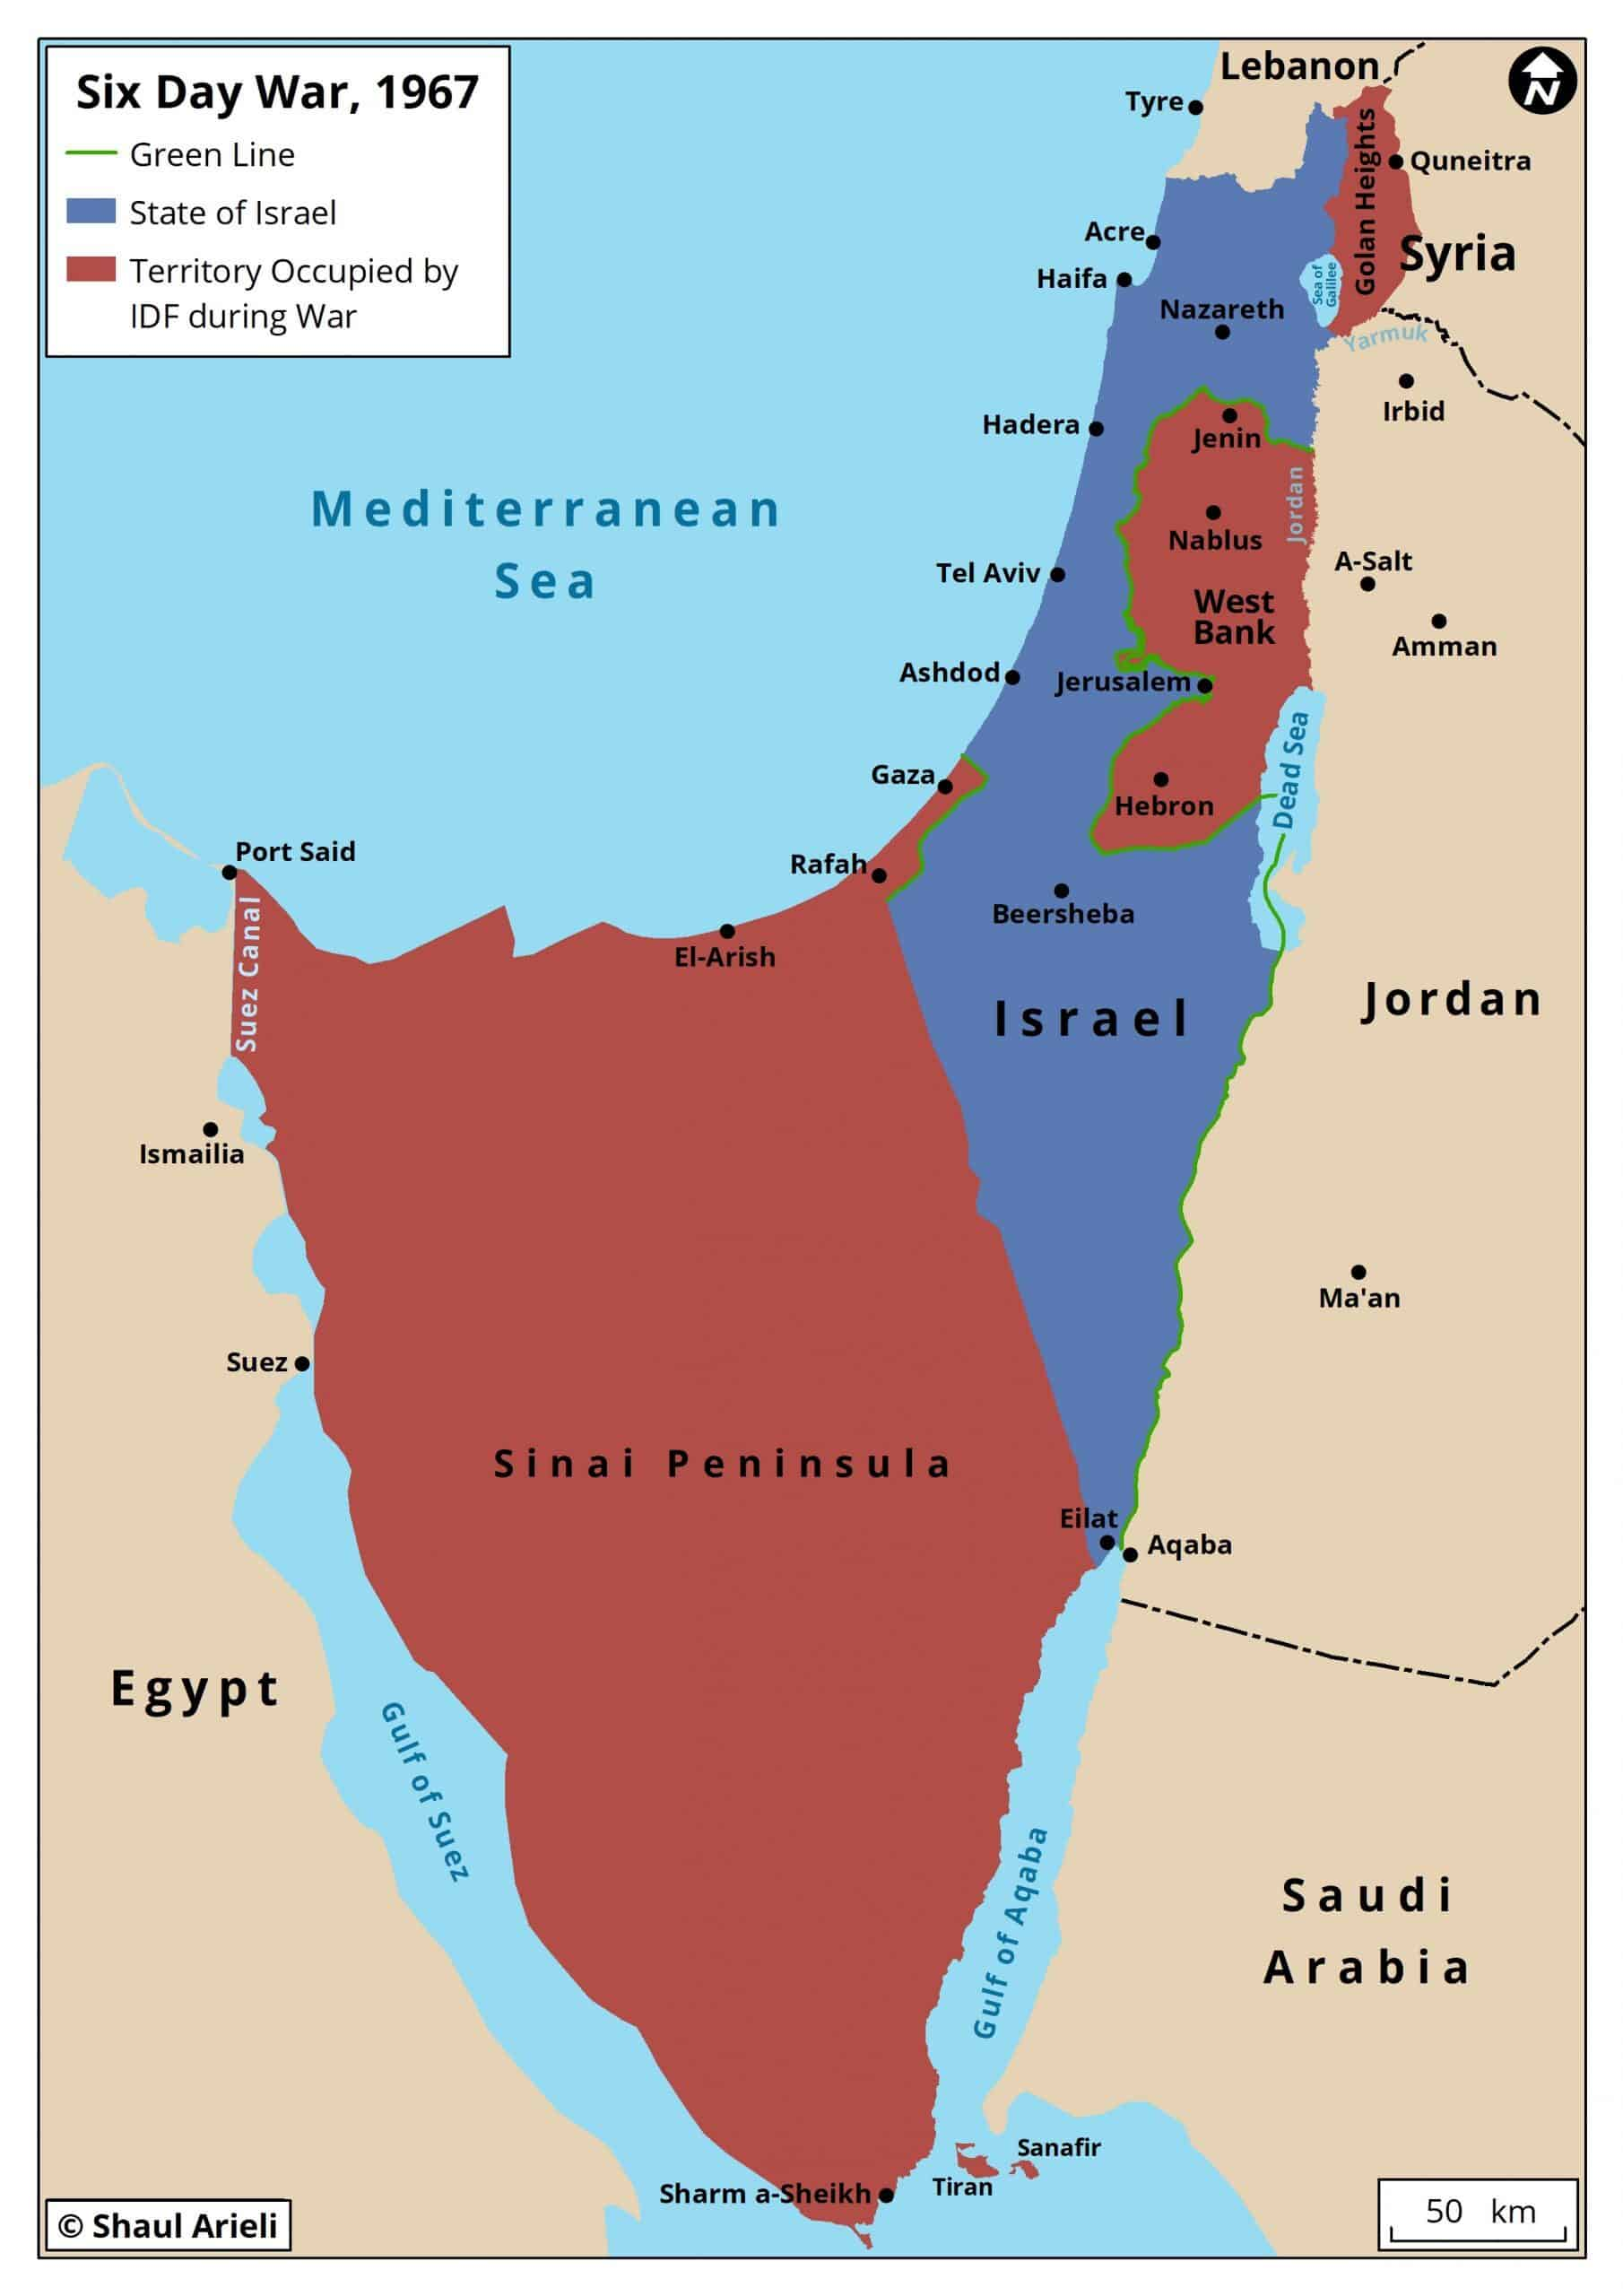 Six Day War, 1967
Green Line
State of Israel
Territory Occupied by
IDF during War
N
Lebanon
Tyre
Quneitra
Golan Heights
Syria
Acre
Haifa
Sea of
Galilee
Nazareth
Yarmuk
Irbid
Hadera
Jenin
Jordan
Mediterranean
Sea
Nablus
A-Salt
Tel Aviv
West
Bank
Amman
Ashdod
Jerusalem
Dead Sea
Gaza
Hebron
Port Said
Rafah
Suez Canal
Beersheba
El-Arish
Israel
Jordan
Ismailia
Ma'an
Suez
Sinai Peninsula
Eilat
Aqaba
Egypt
Gulf of Suez
Gulf of Aqaba
Saudi
Arabia
Sanafir
Tiran
Sharm a-Sheikh
© Shaul Arieli
50 km